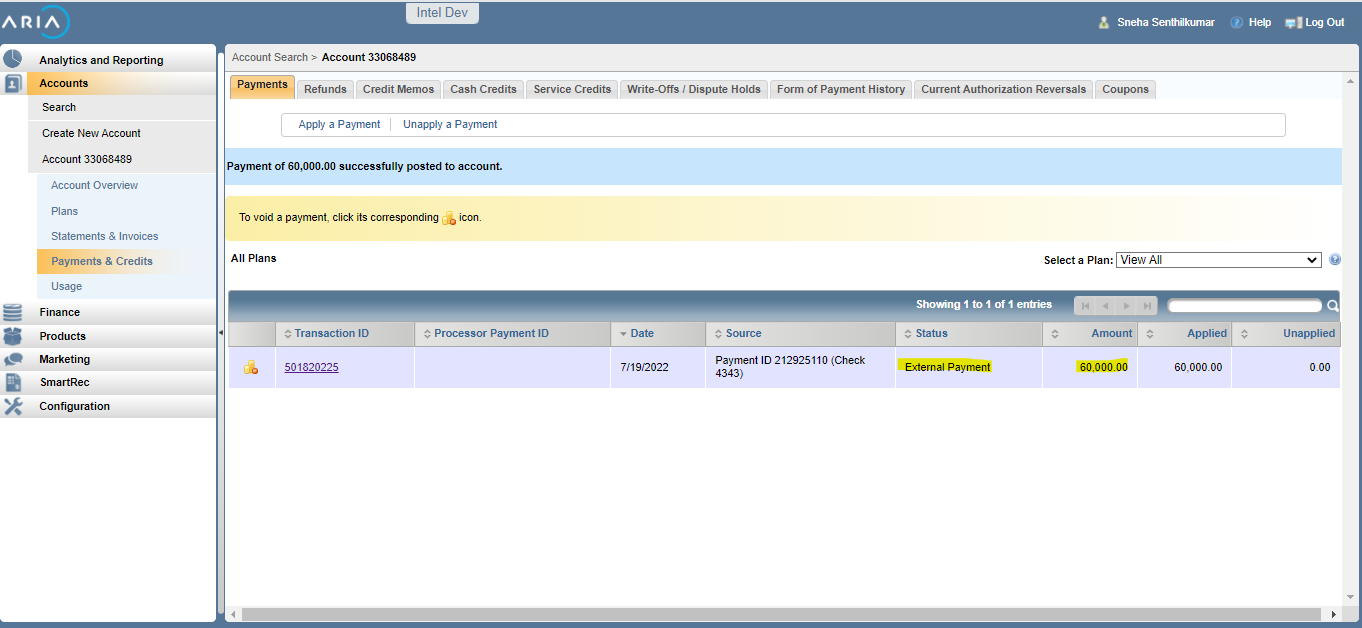 ARIA
Intel Dev
Sneha Senthilkumar
Help
Log Out
Analytics and Reporting
Accounts
Search
Create New Account
Account 33068489
Account Overview
Plans
Statements & Invoices
Payments & Credits
Usage
Finance
Products
Marketing
SmartRec
Configuration
Account Search > Account 33068489
Payments Refunds Credit Memos Cash Credits Service Credits Write-Offs / Dispute Holds Form of Payment History Current Authorization Reversals Coupons
Apply a Payment Unapply a Payment
Payment of 60,000.00 successfully posted to account.
To void a payment, click its corresponding icon.
All Plans
Select a Plan: View All
Showing 1 to 1 of 1 entries
Transaction ID Processor Payment ID Date Source Status Amount Applied Unapplied
501820225 7/19/2022 Payment ID 212925110 (Check
4343) External Payment 60,000.00 60,000.00 0.00